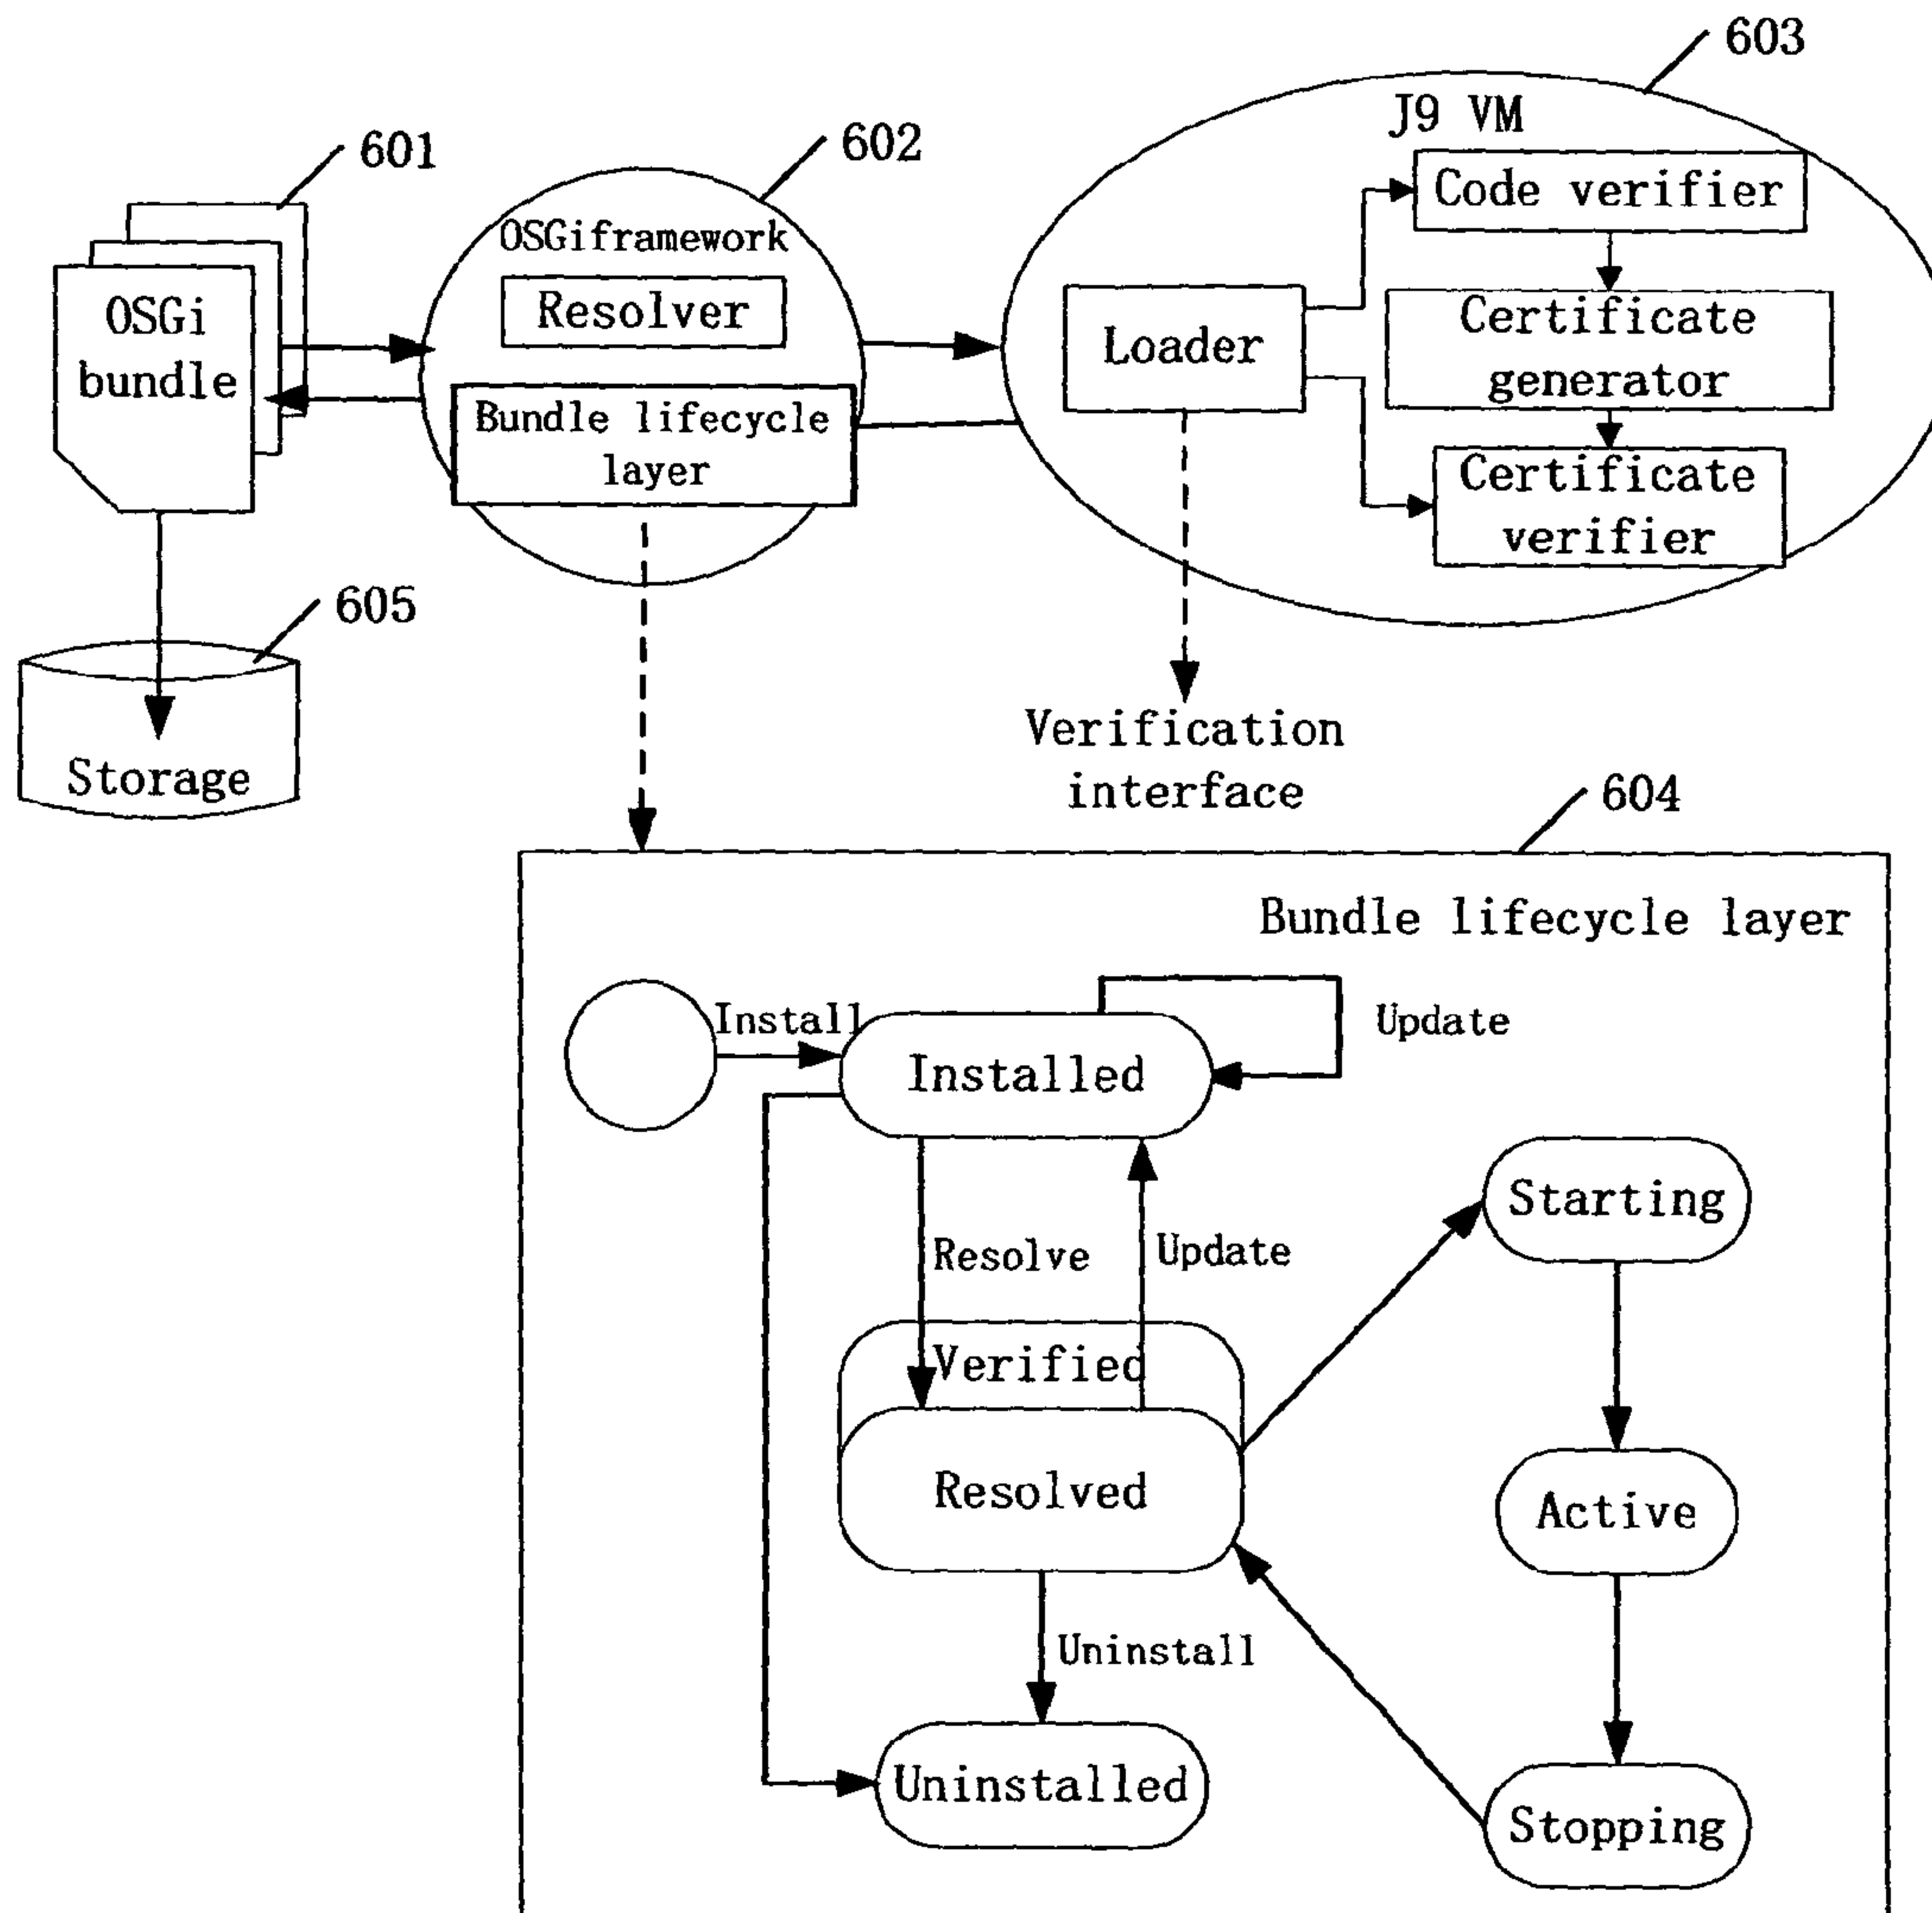 603
J9 VM
601
602
Code verifier
OSGiframework
OSGi
bundle
Resolver
Loader
Certificate
generator
Bundle lifecycle
layer
Certificate
verifier
605
Storage
Verification
interface
604
Bundle lifecycle layer
Install
Update
Installed
Starting
Resolve
Update
Verified
Resolved
Active
Uninstall
Uninstalled
Stopping